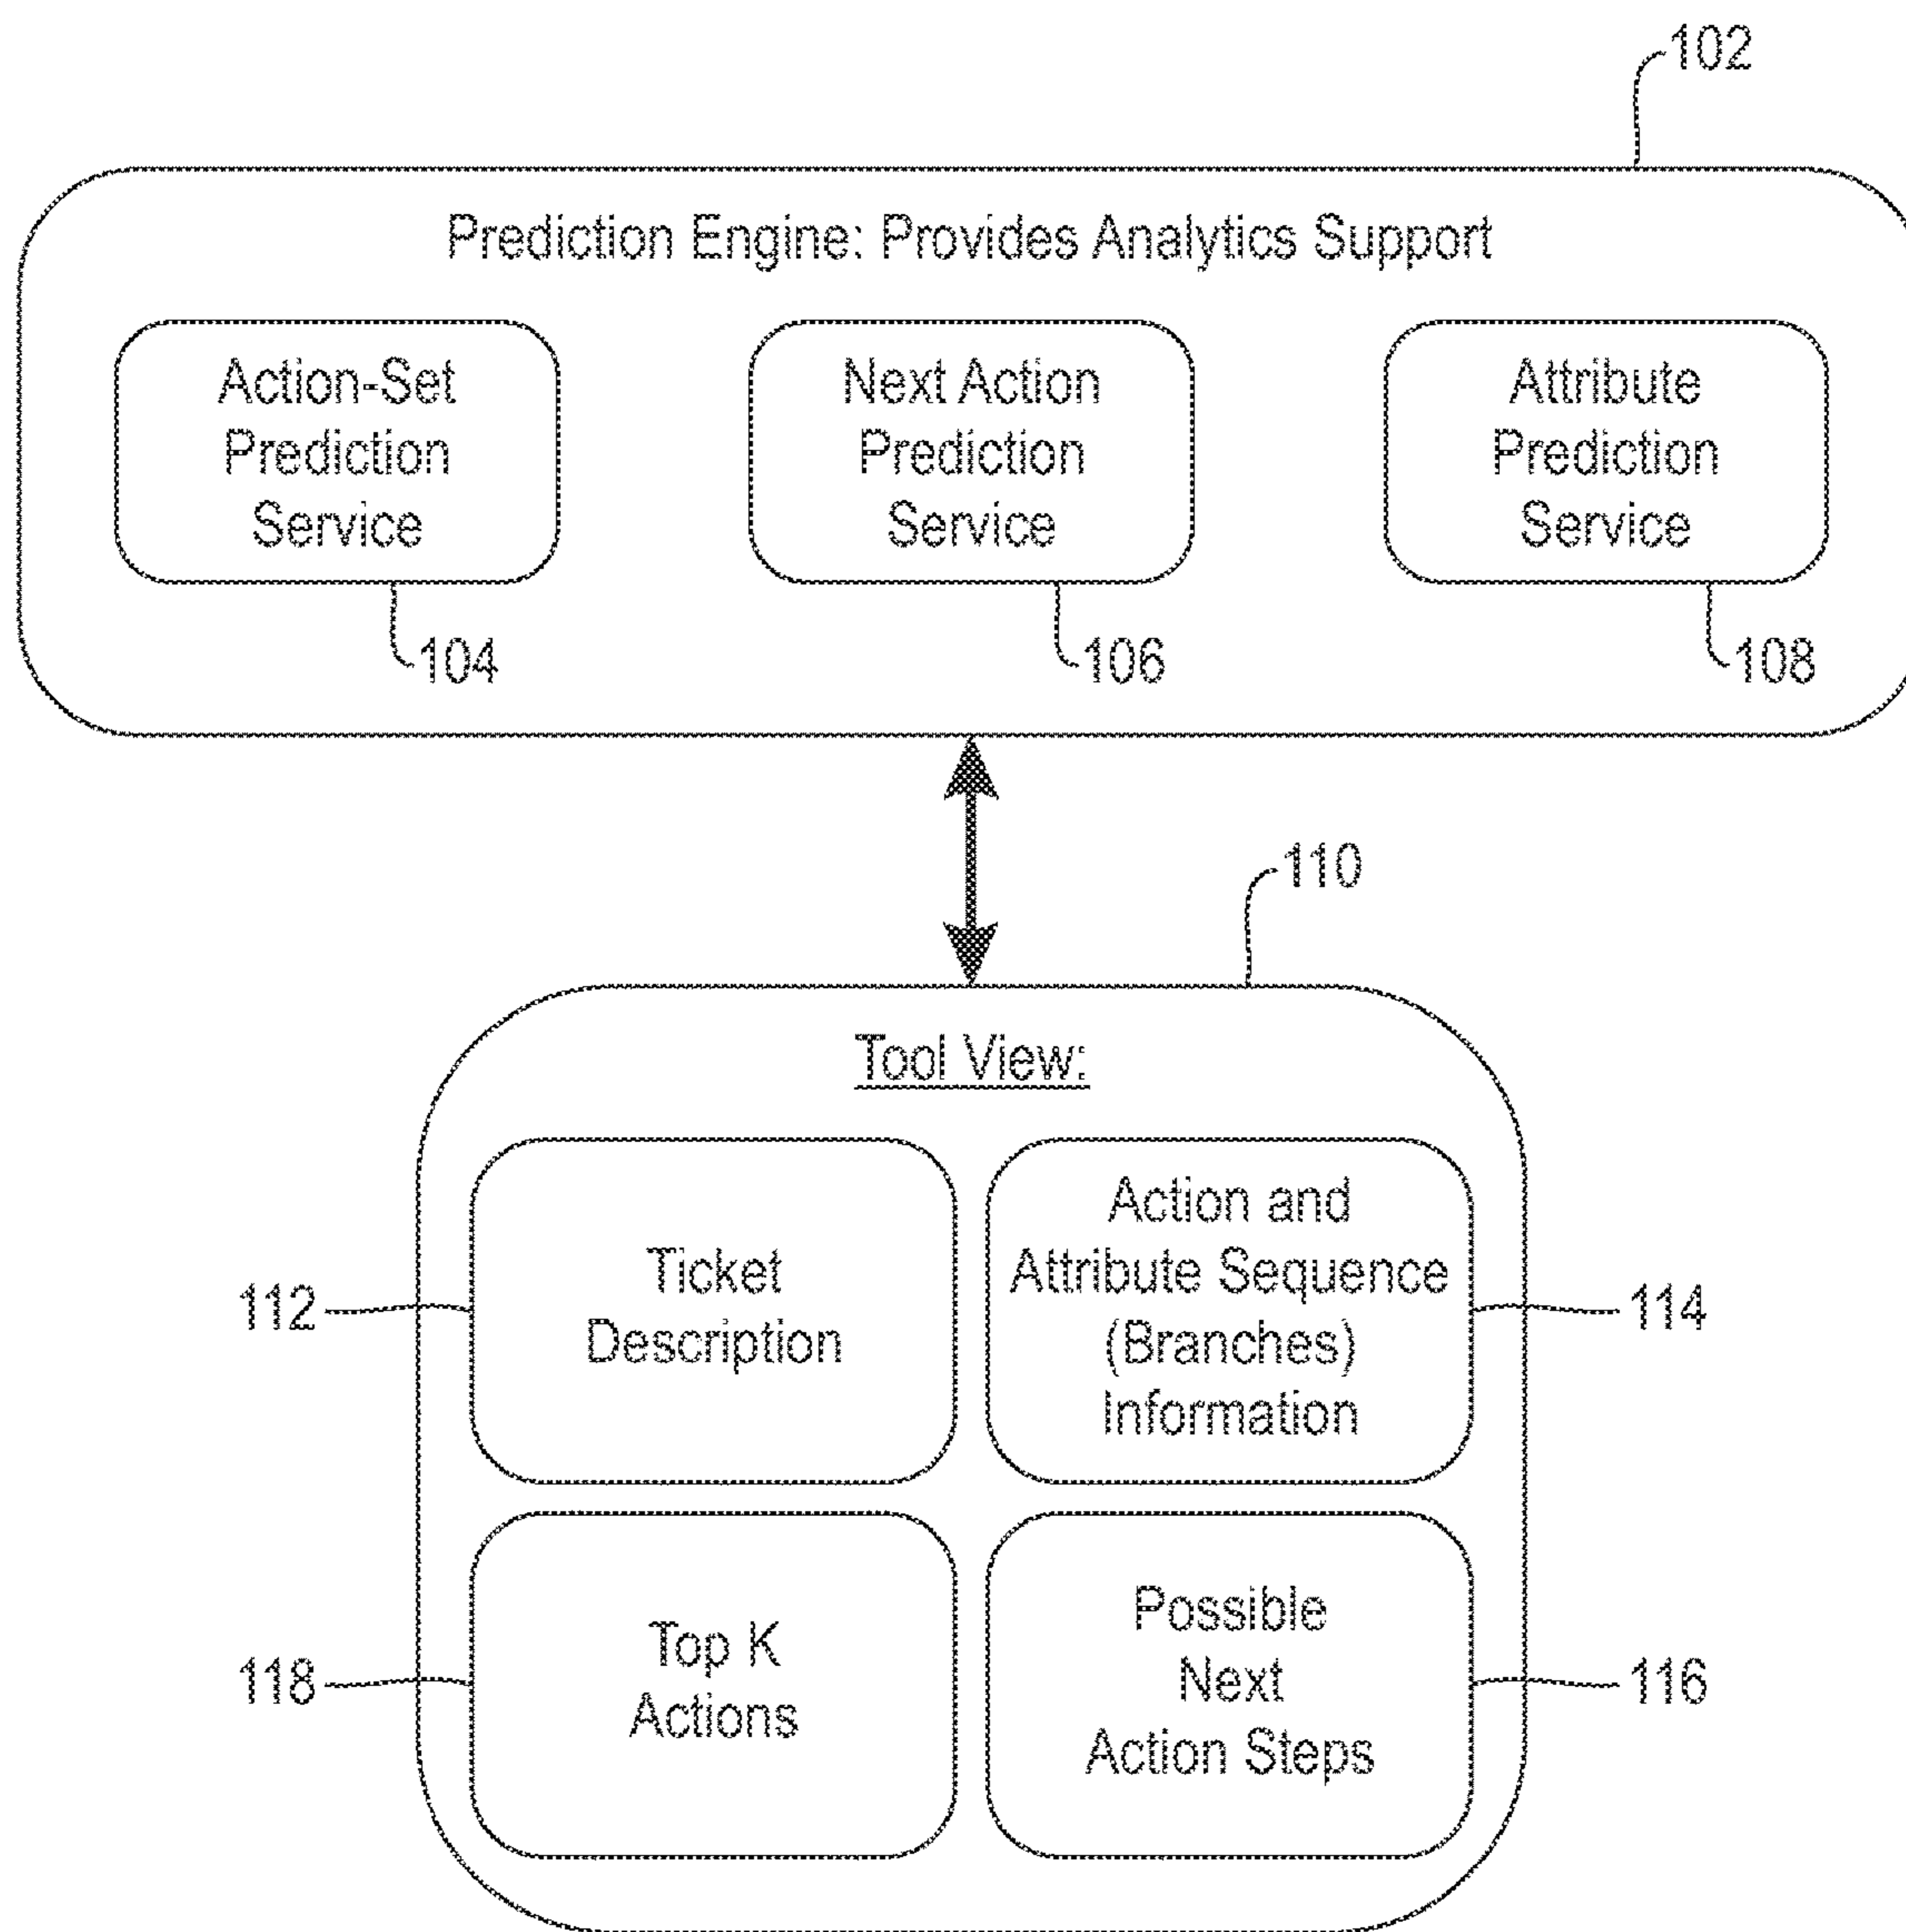 102
Prediction Engine: Provides Analytics Support
Action-Set
Prediction
Service
104
Next Action
Prediction
Service
106
Attribute
Prediction
Service
108
110
Tool View:
112
Ticket
Description
Action and
Attribute Sequence
(Branches)
Information
114
118
Top K
Actions
Possible
Next
Action Steps
116